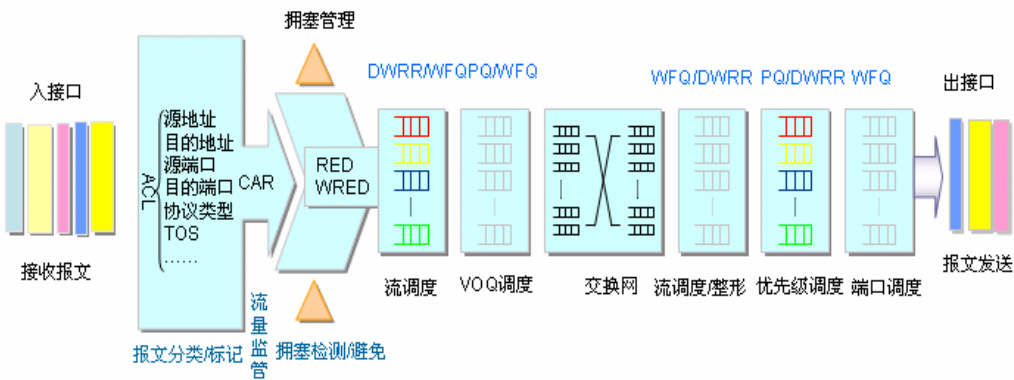 拥塞管理
DWRR/WFQPQ/WFQ
WFQ/DWRR PQ/DWRR WFQ
入接口
出接口
源地址
目的地址
源端口
目的端口
协议类型
TOS
......
ACL
CAR
RED
WRED
接收报文
流调度
VOQ调度
交换网
流调度/整形
优先级调度
端口调度
报文发送
报文分类/标记
流量监管
拥塞检测/避免